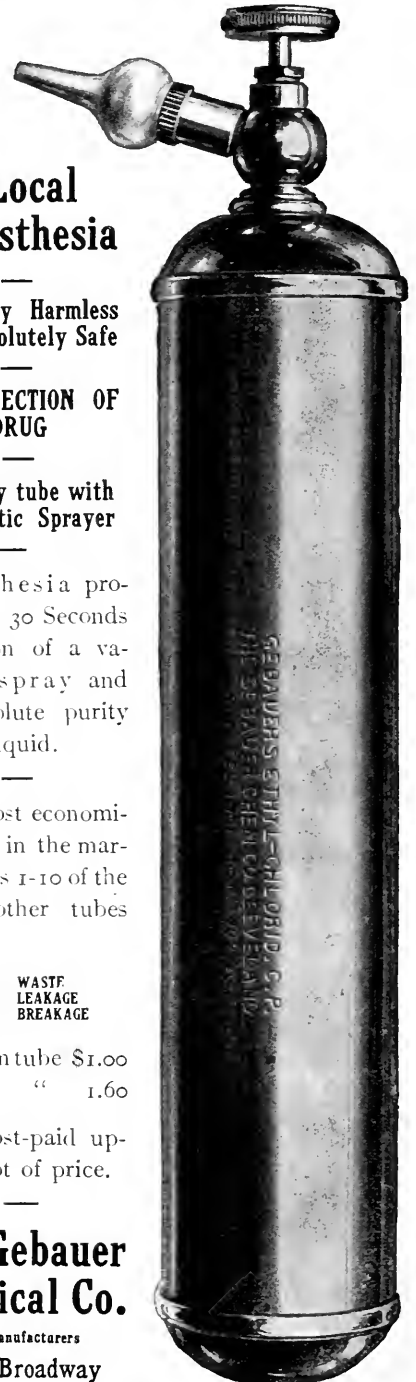 Local
sthesia
y Harmless
olutely Safe
ECTION OF
DRUG
y tube with
tic Sprayer
hesia pro-
30 Seconds
n of a va-
spray and
olute purity
quid.
ost economi-
in the mar-
s 1-10 of the
other tubes
WASTE
LEAKAGE
BREAKAGE
tube $1.00
“ 1.60
ost-paid up-
t of price.
Gebauer
ical Co.
anufacturers
Broadway
GEBAUERS ETHYL-CHLORID. C. P.
THE GEBAUER CHEM. CO. CLEVELAND.